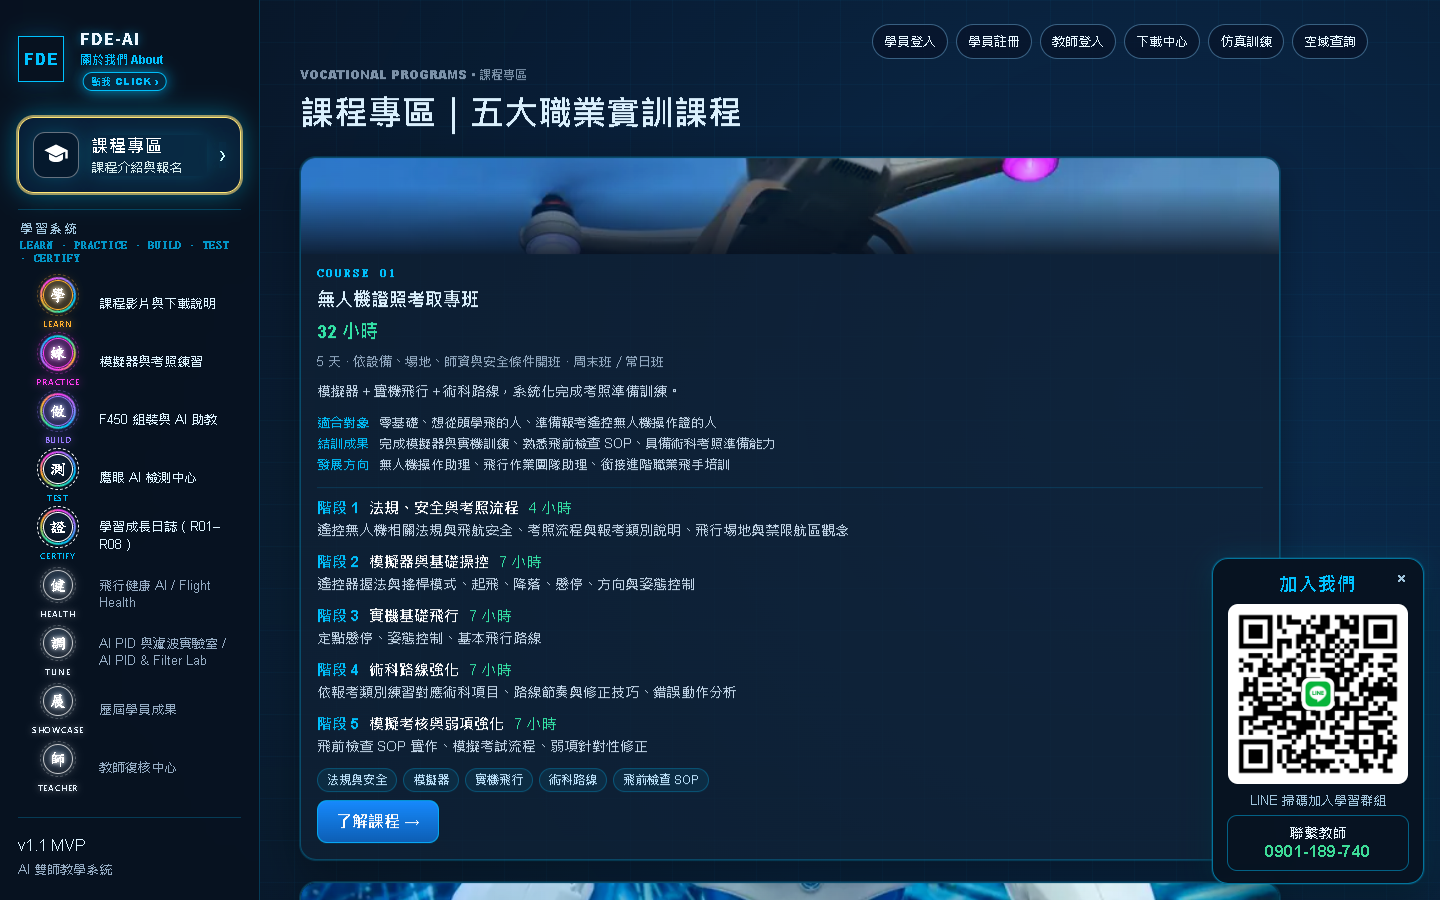 FDE
FDE-AI
關於我們 About
點我 CLICK ›
課程專區
課程介紹與報名
›
學習系統
LEARN · PRACTICE · BUILD · TEST
· CERTIFY
學
LEARN
課程影片與下載說明
練
PRACTICE
模擬器與考照練習
做
BUILD
F450 組裝與 AI 助教
測
TEST
鷹眼 AI 檢測中心
證
CERTIFY
學習成長日誌 ( R01–
R08 )
健
HEALTH
飛行健康 AI / Flight
Health
調
TUNE
AI PID 與濾波實驗室 /
AI PID & Filter Lab
展
SHOWCASE
歷屆學員成果
師
TEACHER
教師復核中心
v1.1 MVP
AI 雙師教學系統
學員登入
學員註冊
教師登入
下載中心
仿真訓練
空域查詢
VOCATIONAL PROGRAMS • 課程專區
課程專區｜五大職業實訓課程
COURSE 01
無人機證照考取專班
32 小時
5 天 · 依設備、場地、師資與安全條件開班 · 周末班 / 常日班
模擬器 + 實機飛行 + 術科路線，系統化完成考照準備訓練。
適合對象 零基礎、想從頭學飛的人、準備報考遙控無人機操作證的人
結訓成果 完成模擬器與實機訓練、熟悉飛前檢查 SOP、具備術科考照準備能力
發展方向 無人機操作助理、飛行作業團隊助理、銜接進階職業飛手培訓
階段 1 法規、安全與考照流程 4 小時
遙控無人機相關法規與飛航安全、考照流程與報考類別說明、飛行場地與禁限航區觀念
階段 2 模擬器與基礎操控 7 小時
遙控器握法與搖桿模式、起飛、降落、懸停、方向與姿態控制
階段 3 實機基礎飛行 7 小時
定點懸停、姿態控制、基本飛行路線
階段 4 術科路線強化 7 小時
依報考類別練習對應術科項目、路線節奏與修正技巧、錯誤動作分析
階段 5 模擬考核與弱項強化 7 小時
飛前檢查 SOP 實作、模擬考試流程、弱項針對性修正
法規與安全
模擬器
實機飛行
術科路線
飛前檢查 SOP
了解課程 →
加入我們
×
LINE
LINE 掃碼加入學習群組
聯繫教師
0901-189-740